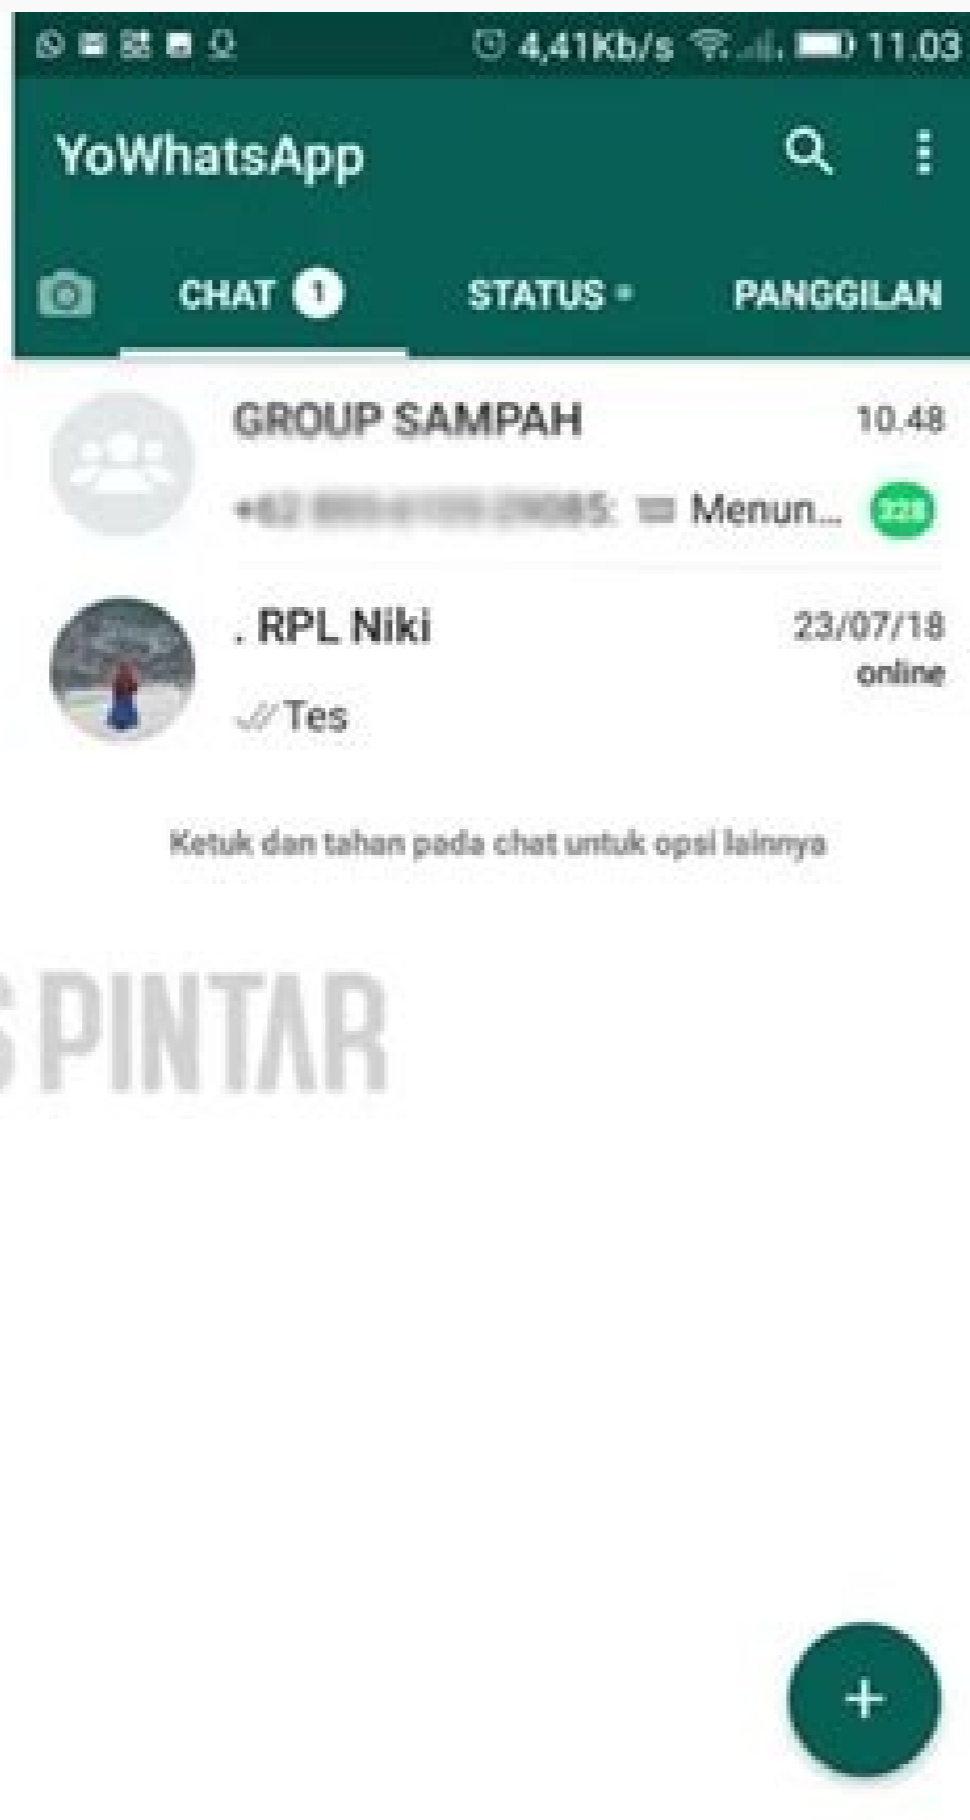 4,41Kb/s 11.03
YoWhatsApp
CHAT 1 STATUS PANGGILAN
GROUP SAMPAH 10.48
+62 Menun...
. RPL Niki 23/07/18
online
Tes
Ketuk dan tahan pada chat untuk opsi lainnya
S PINTAR
+